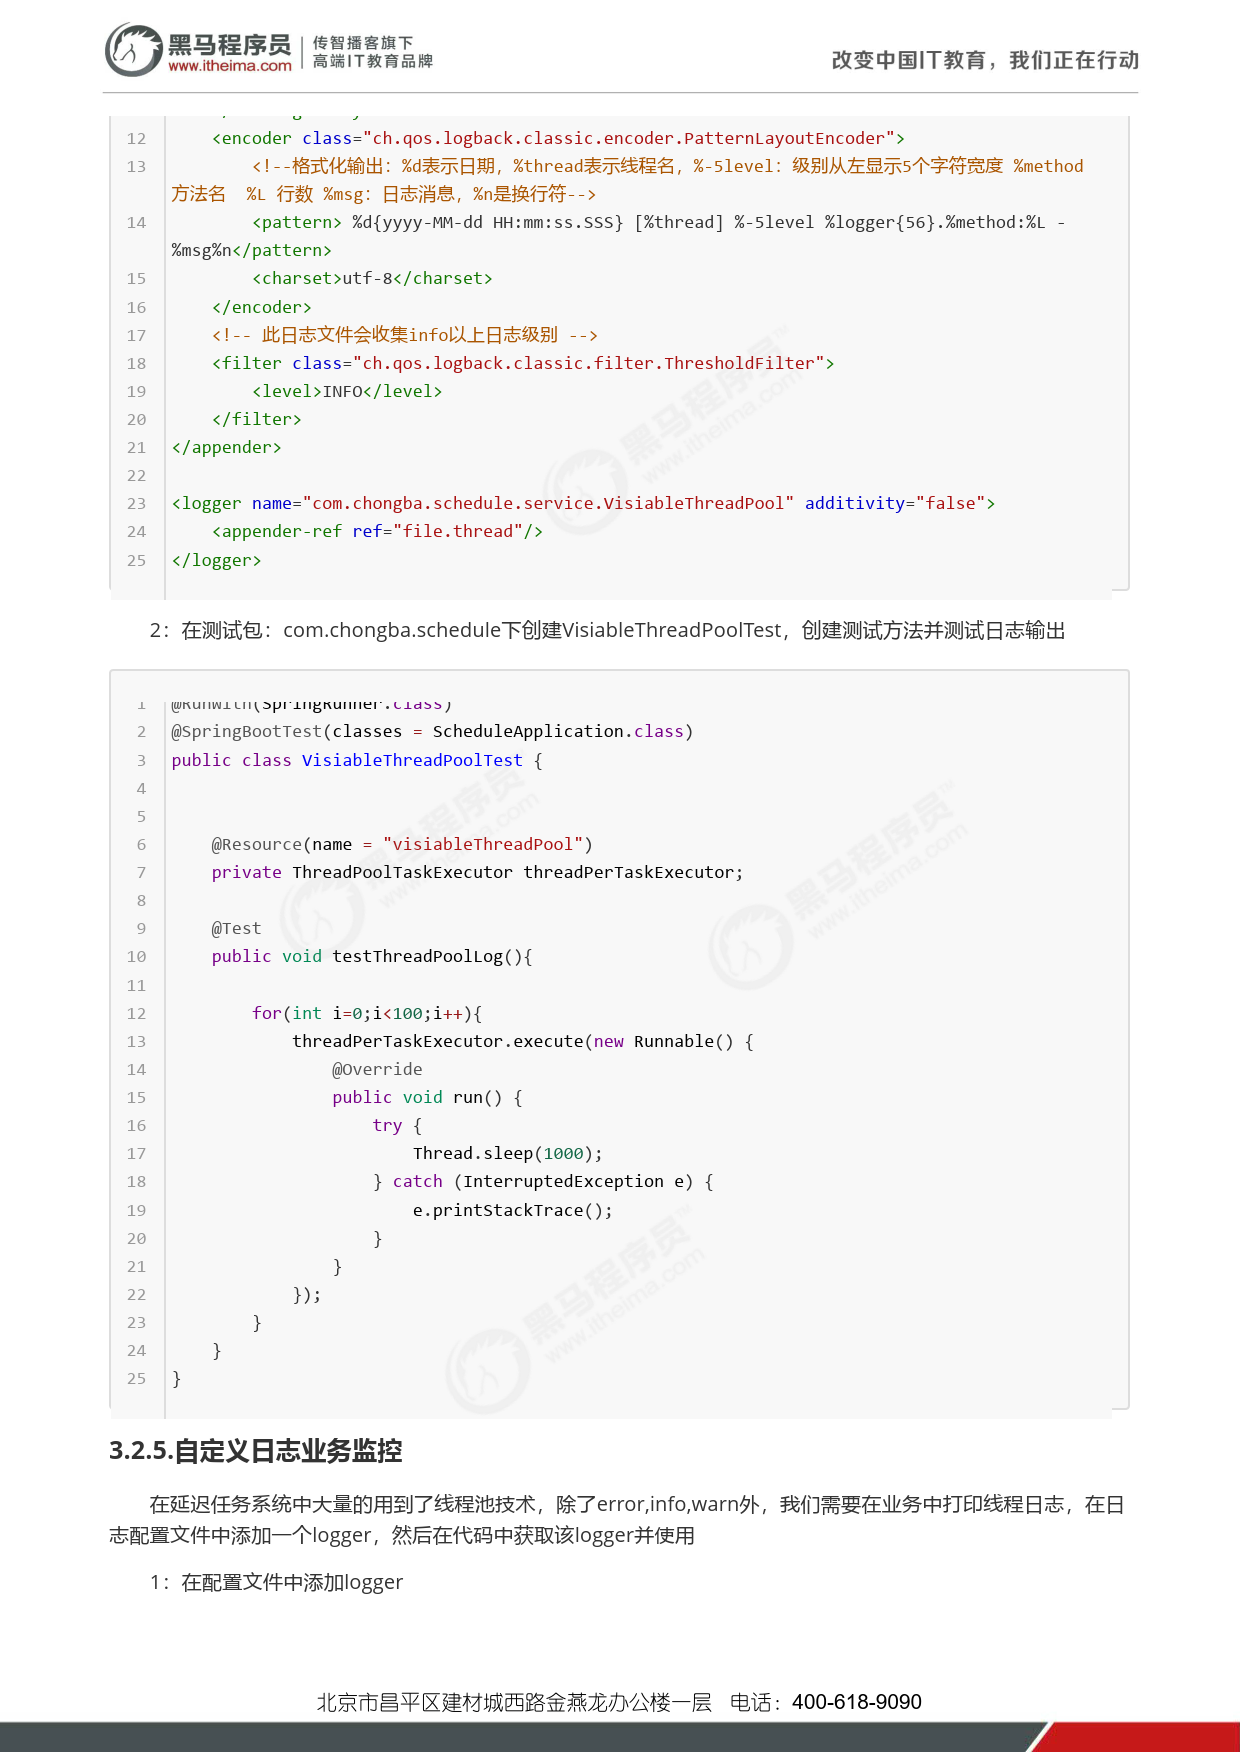 黑马程序员
www.itheima.com
传智播客旗下
高端IT教育品牌
改变中国IT教育，我们正在行动
12     <encoder class="ch.qos.logback.classic.encoder.PatternLayoutEncoder">
13         <!--格式化输出：%d表示日期，%thread表示线程名，%-5level：级别从左显示5个字符宽度 %method
方法名  %L 行数 %msg：日志消息，%n是换行符-->
14         <pattern> %d{yyyy-MM-dd HH:mm:ss.SSS} [%thread] %-5level %logger{56}.%method:%L -
%msg%n</pattern>
15         <charset>utf-8</charset>
16     </encoder>
17     <!-- 此日志文件会收集info以上日志级别 -->
18     <filter class="ch.qos.logback.classic.filter.ThresholdFilter">
19         <level>INFO</level>
20     </filter>
21 </appender>
22
23 <logger name="com.chongba.schedule.service.VisiableThreadPool" additivity="false">
24     <appender-ref ref="file.thread"/>
25 </logger>
2：在测试包：com.chongba.schedule下创建VisiableThreadPoolTest，创建测试方法并测试日志输出
1 @RunWith(SpringRunner.class)
2 @SpringBootTest(classes = ScheduleApplication.class)
3 public class VisiableThreadPoolTest {
4
5
6     @Resource(name = "visiableThreadPool")
7     private ThreadPoolTaskExecutor threadPerTaskExecutor;
8
9     @Test
10     public void testThreadPoolLog(){
11
12         for(int i=0;i<100;i++){
13             threadPerTaskExecutor.execute(new Runnable() {
14                 @Override
15                 public void run() {
16                     try {
17                         Thread.sleep(1000);
18                     } catch (InterruptedException e) {
19                         e.printStackTrace();
20                     }
21                 }
22             });
23         }
24     }
25 }
3.2.5.自定义日志业务监控
在延迟任务系统中大量的用到了线程池技术，除了error,info,warn外，我们需要在业务中打印线程日志，在日
志配置文件中添加一个logger，然后在代码中获取该logger并使用
1：在配置文件中添加logger
北京市昌平区建材城西路金燕龙办公楼一层   电话：400-618-9090